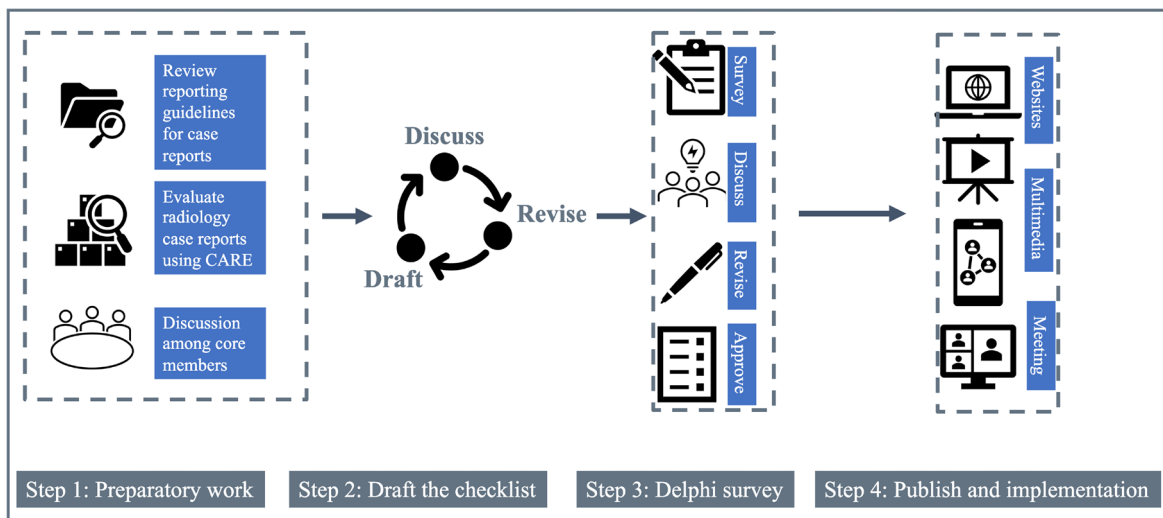 Review
reporting
guidelines
for case
reports
Evaluate
radiology
case reports
using CARE
Discussion
among core
members
Discuss
Revise
Draft
Survey
Discuss
Revise
Approve
Websites
Multimedia
Meeting
Step 1: Preparatory work
Step 2: Draft the checklist
Step 3: Delphi survey
Step 4: Publish and implementation